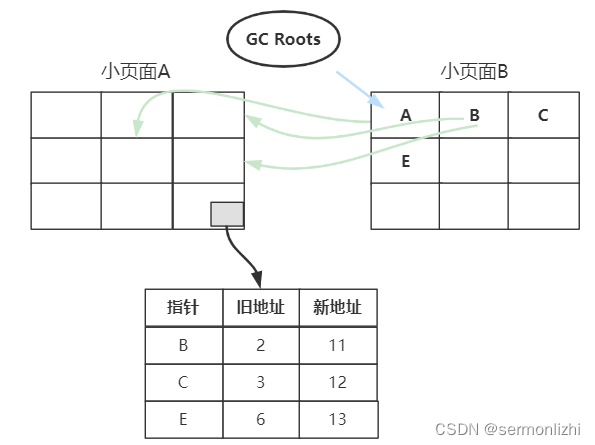 GC Roots
小页面A
小页面B
A B C
E
指针 旧地址 新地址
B 2 11
C 3 12
E 6 13
CSDN @sermonlizhi